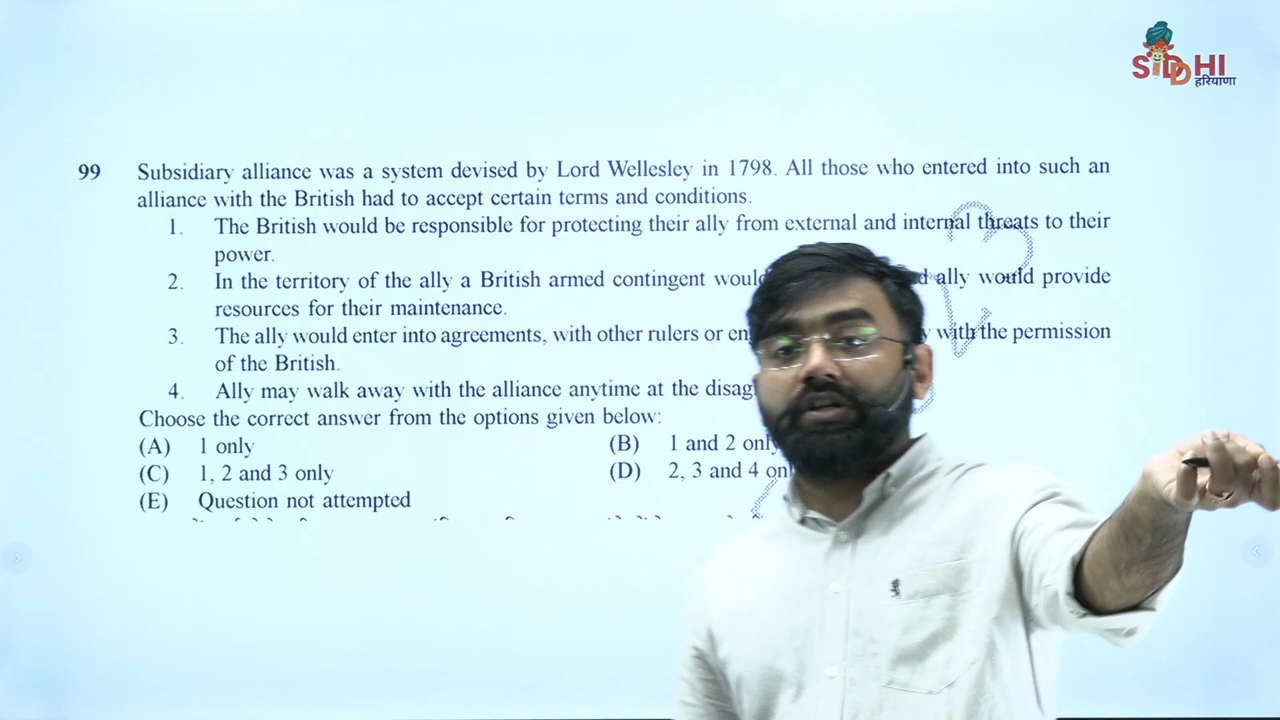 SIDDHI
हरियाणा
99 Subsidiary alliance was a system devised by Lord Wellesley in 1798. All those who entered into such an
alliance with the British had to accept certain terms and conditions.
1. The British would be responsible for protecting their ally from external and internal threats to their
power.
2. In the territory of the ally a British armed contingent would ally would provide
resources for their maintenance.
3. The ally would enter into agreements, with other rulers or with the permission
of the British.
4. Ally may walk away with the alliance anytime at the
Choose the correct answer from the options given below:
(A) 1 only (B) 1 and 2 only
(C) 1, 2 and 3 only (D) 2, 3 and 4
(E) Question not attempted